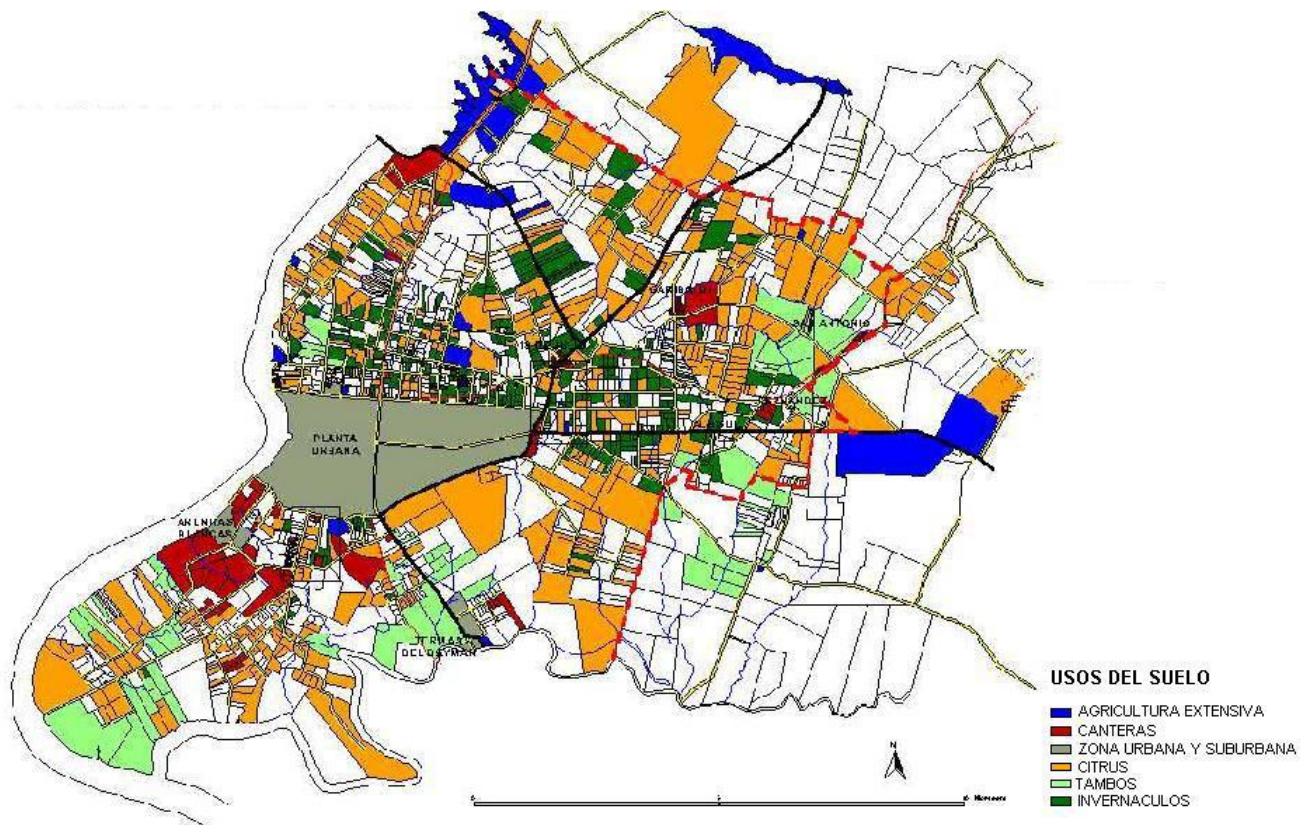 GARIBALDI
SAN ANTONIO
PLANTA
URBANA
ARENITAS
BLANCAS
TERMAS
DEL DAYMAN
N
USOS DEL SUELO
AGRICULTURA EXTENSIVA
CANTERAS
ZONA URBANA Y SUBURBANA
CITRUS
TAMBOS
INVERNACULOS